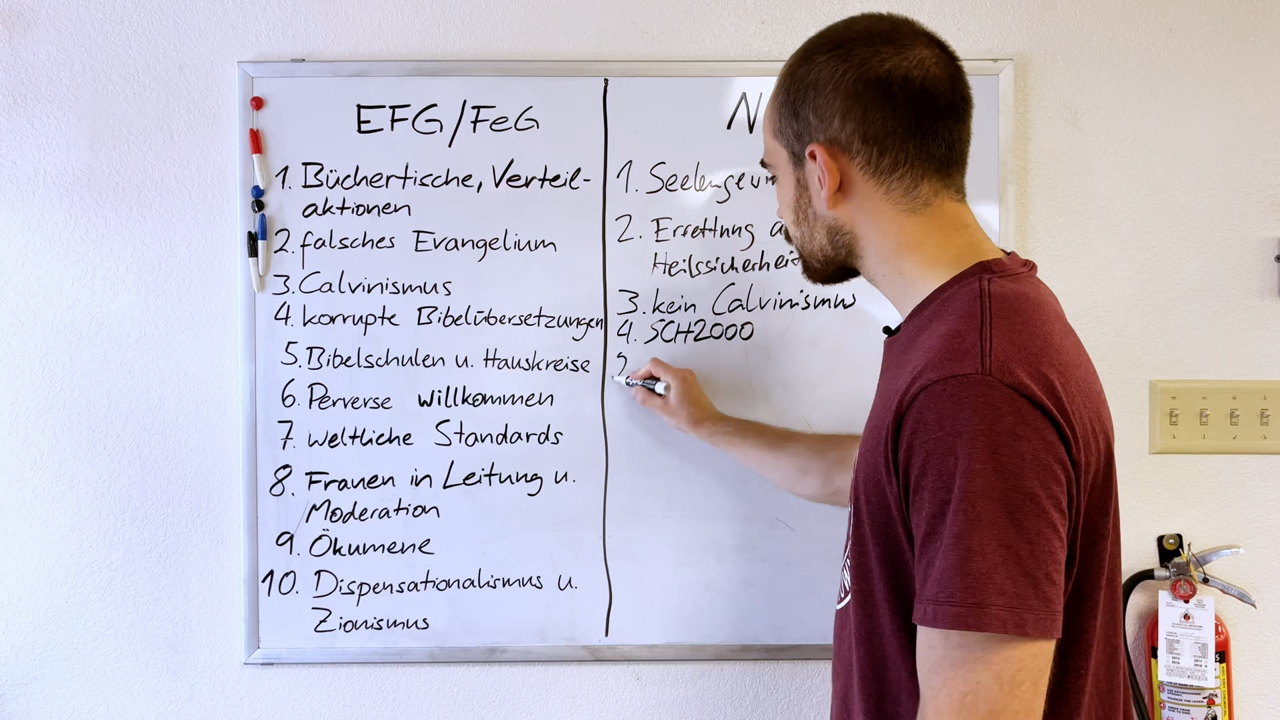 EFG/FeG
1. Büchertische, Verteil-
aktionen
2. falsches Evangelium
3. Calvinismus
4. korrupte Bibelübersetzungen
5. Bibelschulen u. Hauskreise
6. Perverse willkommen
7. weltliche Standards
8. Frauen in Leitung u.
Moderation
9. Ökumene
10. Dispensationalismus u.
Zionismus
1.
2. Errettung
Heilssicherheit
3. kein Calvinismus
4. SCH2000